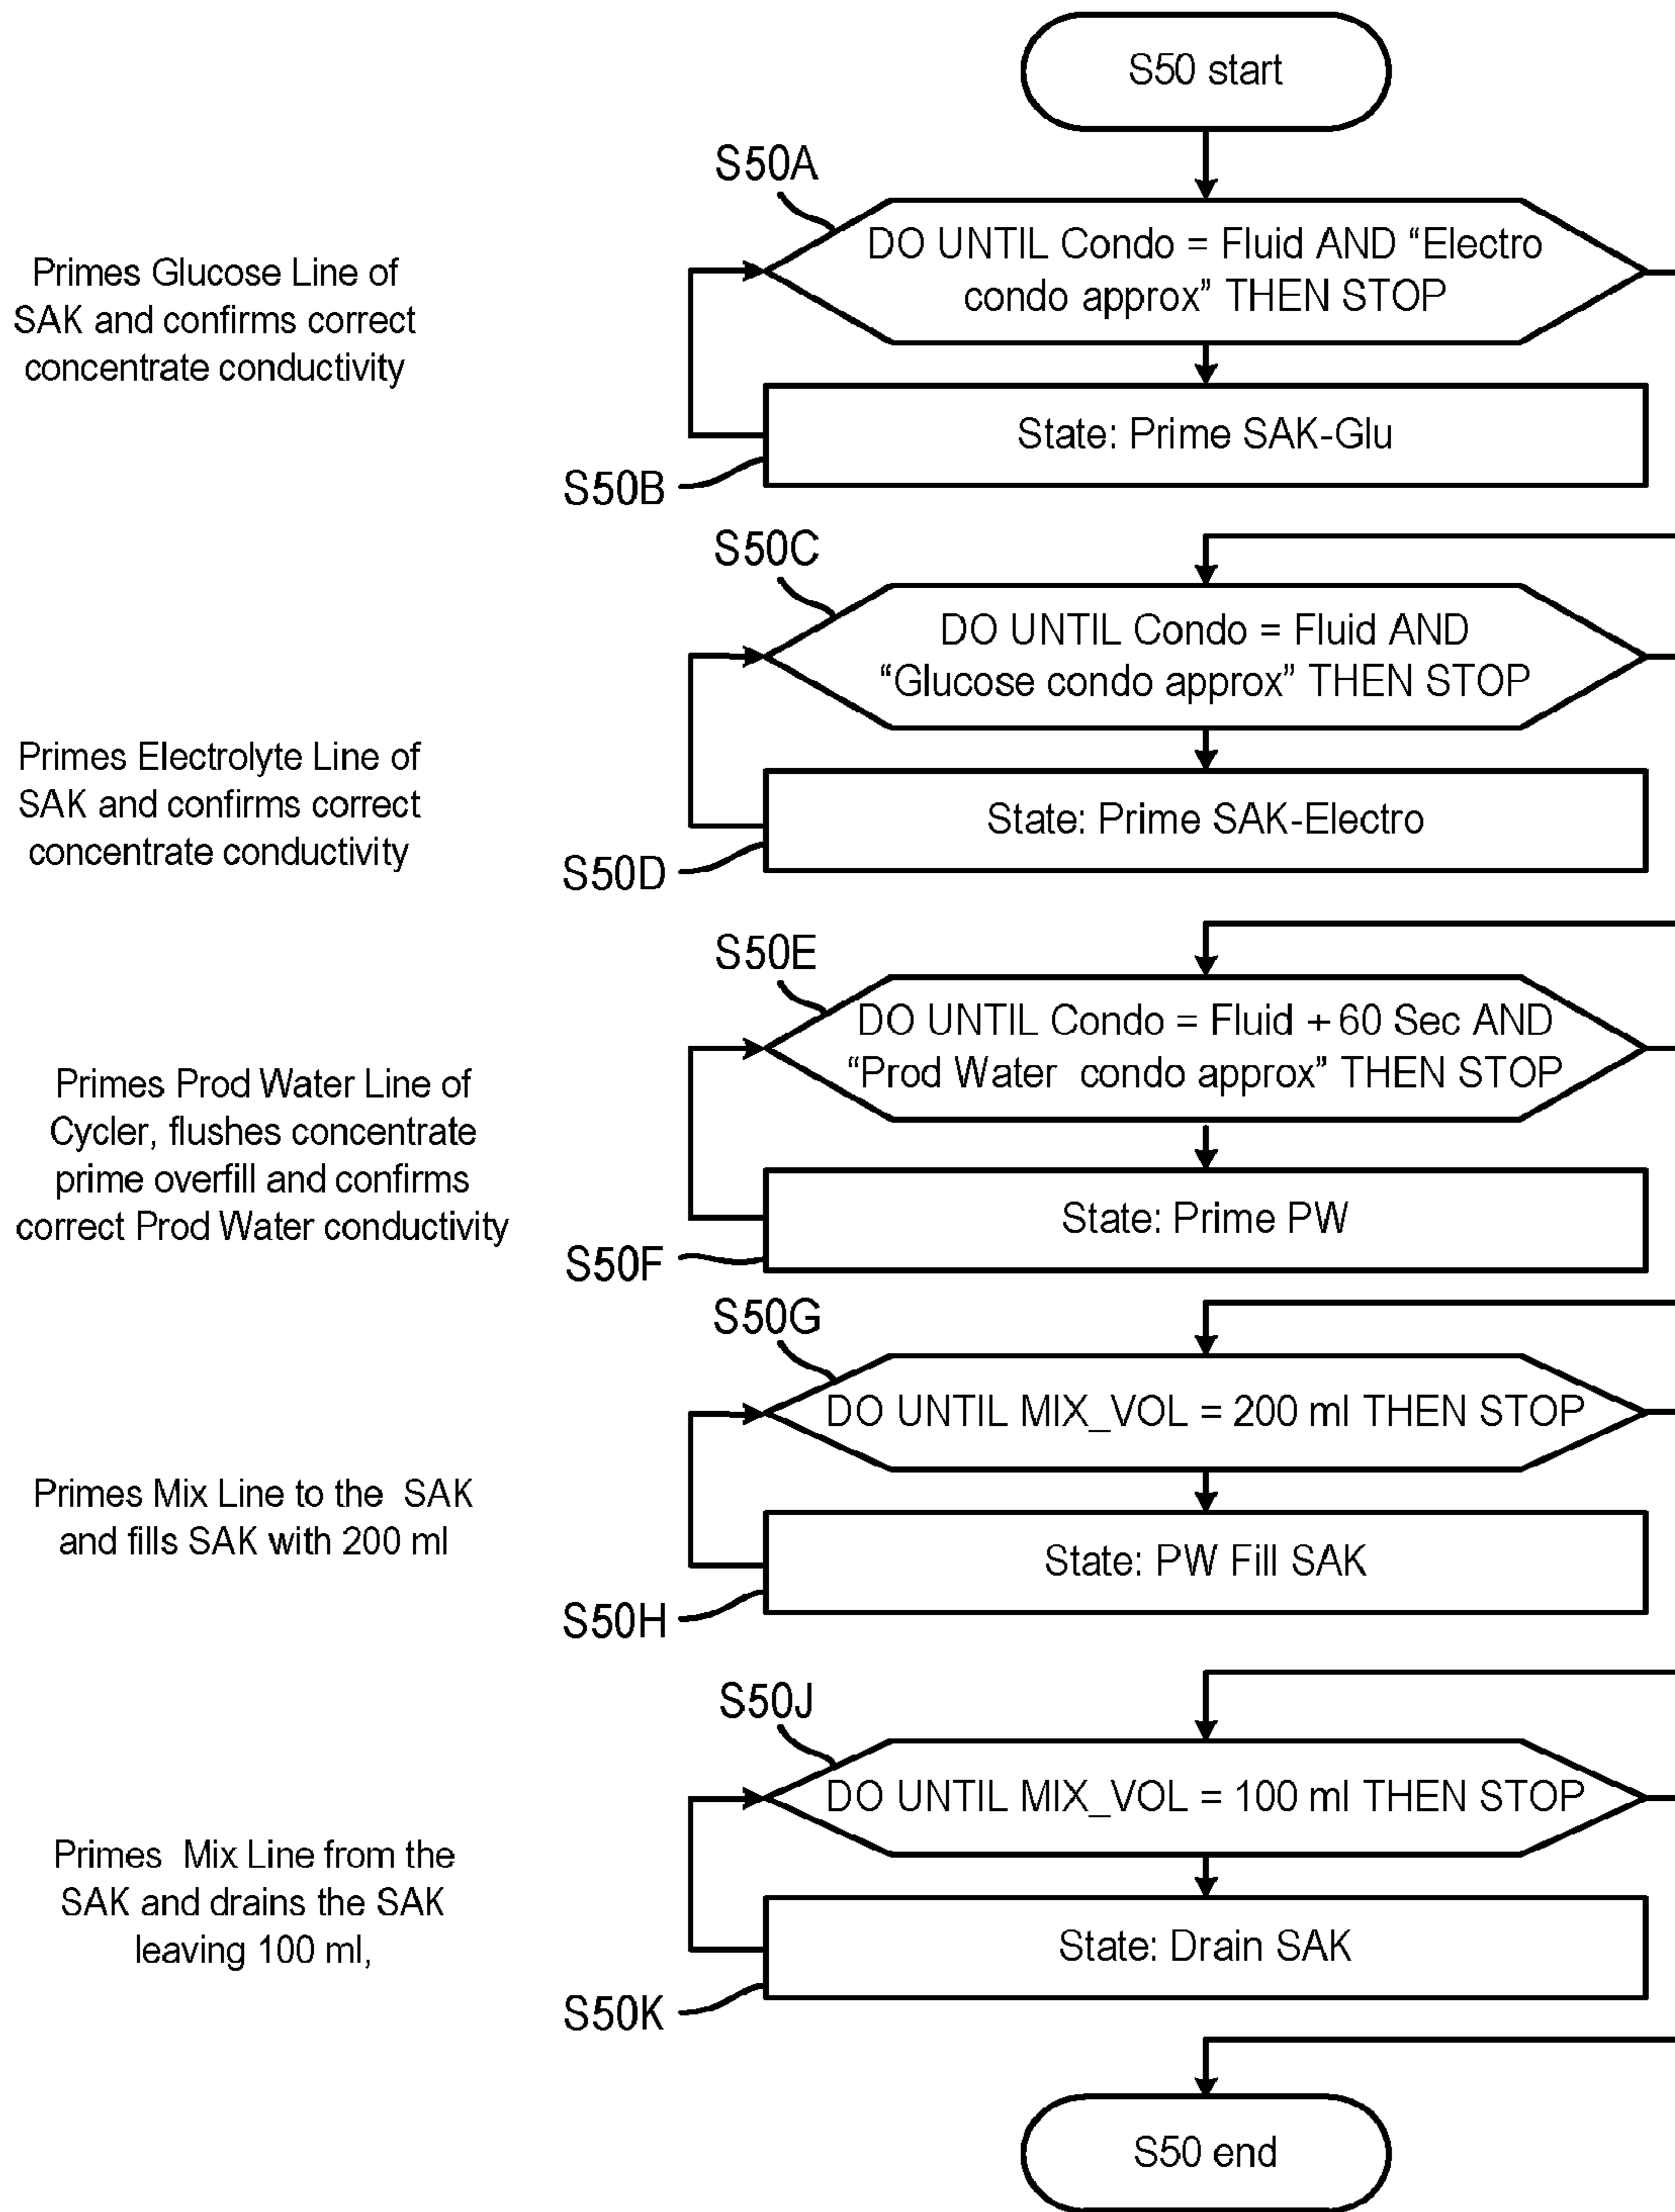 S50 start
S50A
Primes Glucose Line of
SAK and confirms correct
concentrate conductivity
DO UNTIL Condo = Fluid AND “Electro
condo approx” THEN STOP
State: Prime SAK-Glu
S50B
S50C
DO UNTIL Condo = Fluid AND
“Glucose condo approx” THEN STOP
Primes Electrolyte Line of
SAK and confirms correct
concentrate conductivity
State: Prime SAK-Electro
S50D
S50E
DO UNTIL Condo = Fluid + 60 Sec AND
“Prod Water condo approx” THEN STOP
Primes Prod Water Line of
Cycler, flushes concentrate
prime overfill and confirms
correct Prod Water conductivity
State: Prime PW
S50F
S50G
DO UNTIL MIX_VOL = 200 ml THEN STOP
Primes Mix Line to the SAK
and fills SAK with 200 ml
State: PW Fill SAK
S50H
S50J
DO UNTIL MIX_VOL = 100 ml THEN STOP
Primes Mix Line from the
SAK and drains the SAK
leaving 100 ml,
State: Drain SAK
S50K
S50 end